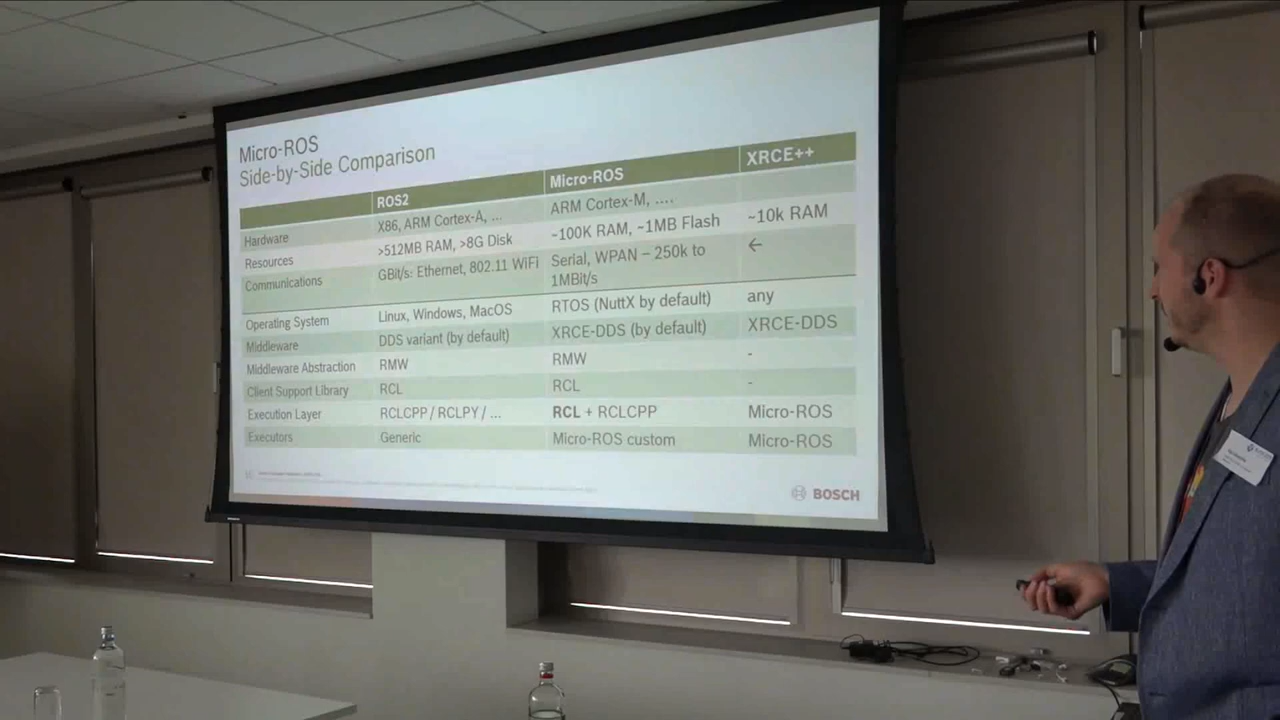 Micro-ROS
Side-by-Side Comparison
ROS2 Micro-ROS XRCE++
Hardware X86, ARM Cortex-A, ... ARM Cortex-M, ....
Resources >512MB RAM, >8G Disk ~100K RAM, ~1MB Flash ~10k RAM
Communications GBit/s: Ethernet, 802.11 WiFi Serial, WPAN – 250k to ←
1MBit/s
Operating System Linux, Windows, MacOS RTOS (NuttX by default) any
Middleware DDS variant (by default) XRCE-DDS (by default) XRCE-DDS
Middleware Abstraction RMW RMW -
Client Support Library RCL RCL -
Execution Layer RCLCPP / RCLPY / ... RCL + RCLCPP Micro-ROS
Executors Generic Micro-ROS custom Micro-ROS
BOSCH